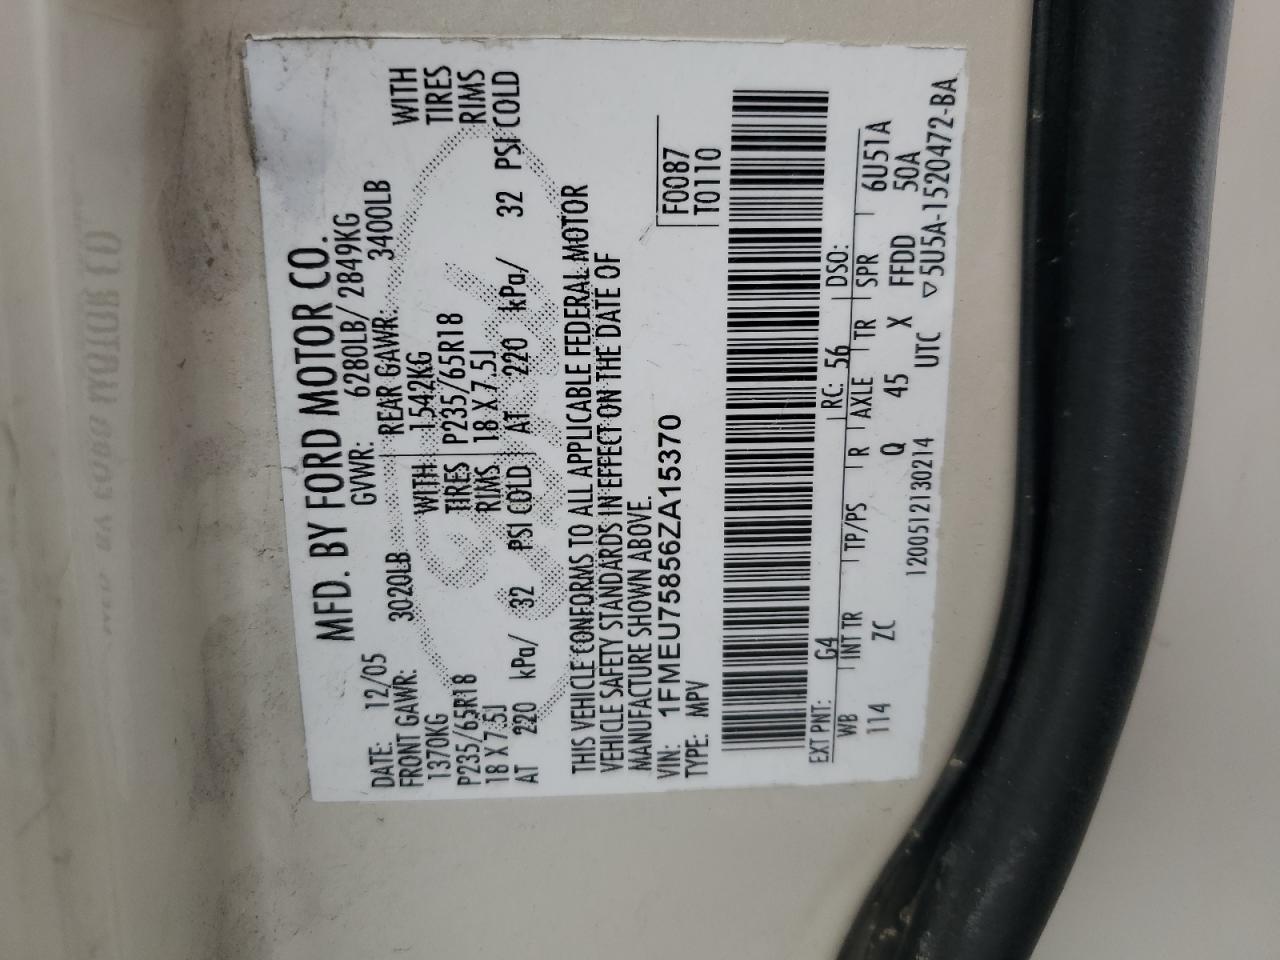 MFD. BY FORD MOTOR CO.
DATE: 12/05 GVWR: 6280LB/ 2849KG
FRONT GAWR: 3020LB REAR GAWR: 3400LB
1370KG WITH 1542KG WITH
P235/65R18 TIRES P235/65R18 TIRES
18 X 7.5J RIMS 18 X 7.5J RIMS
AT 220 kPa/ 32 PSI COLD AT 220 kPa/ 32 PSI COLD
THIS VEHICLE CONFORMS TO ALL APPLICABLE FEDERAL MOTOR
VEHICLE SAFETY STANDARDS IN EFFECT ON THE DATE OF
MANUFACTURE SHOWN ABOVE.
VIN: 1FMEU75856ZA15370 F0087
TYPE: MPV T0110
EXT PNT: G4 RC: 56 DSO:
WB INT TR TP/PS R AXLE TR SPR 6U51A
114 ZC Q 45 X FFDD 50A
1200512130214 UTC ▽ 5U5A-1520472-BA